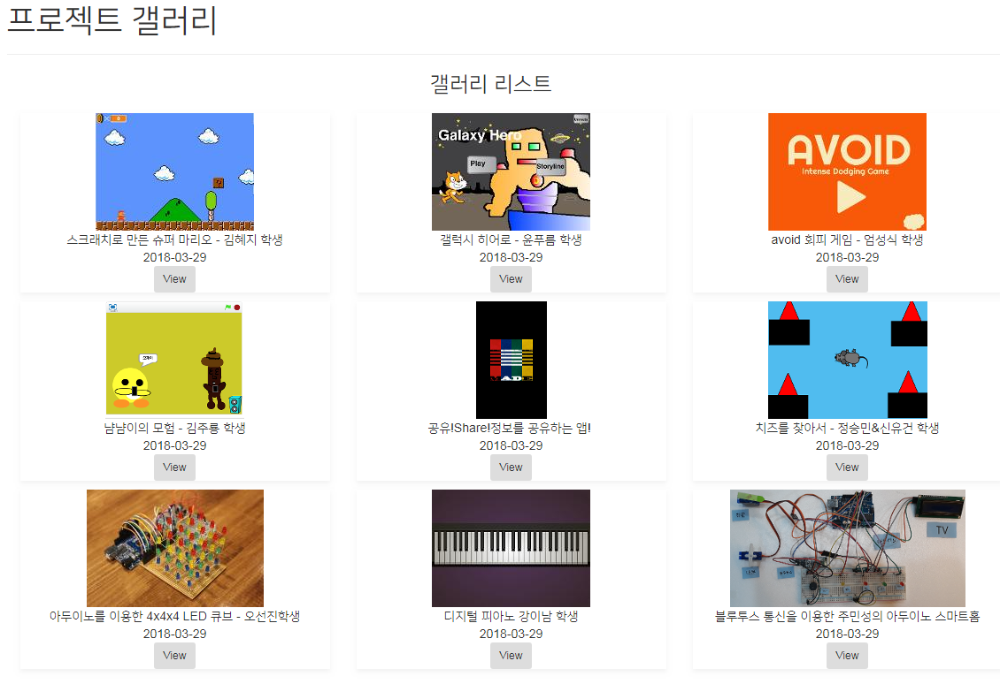 프로젝트 갤러리
갤러리 리스트
0
Galaxy Hero
Play
Storyline
AVOID
Intense Dodging Game
스크래치로 만든 슈퍼 마리오 - 김혜지 학생
갤럭시 히어로 - 윤푸름 학생
avoid 회피 게임 - 엄성식 학생
2018-03-29
2018-03-29
2018-03-29
View
View
View
냠냠이의 모험 - 김주룡 학생
공유!Share!정보를 공유하는 앱!
치즈를 찾아서 - 정승민&신유건 학생
2018-03-29
2018-03-29
2018-03-29
View
View
View
TV
아두이노를 이용한 4x4x4 LED 큐브 - 오선진학생
디지털 피아노 강이남 학생
블루투스 통신을 이용한 주민성의 아두이노 스마트홈
2018-03-29
2018-03-29
2018-03-29
View
View
View